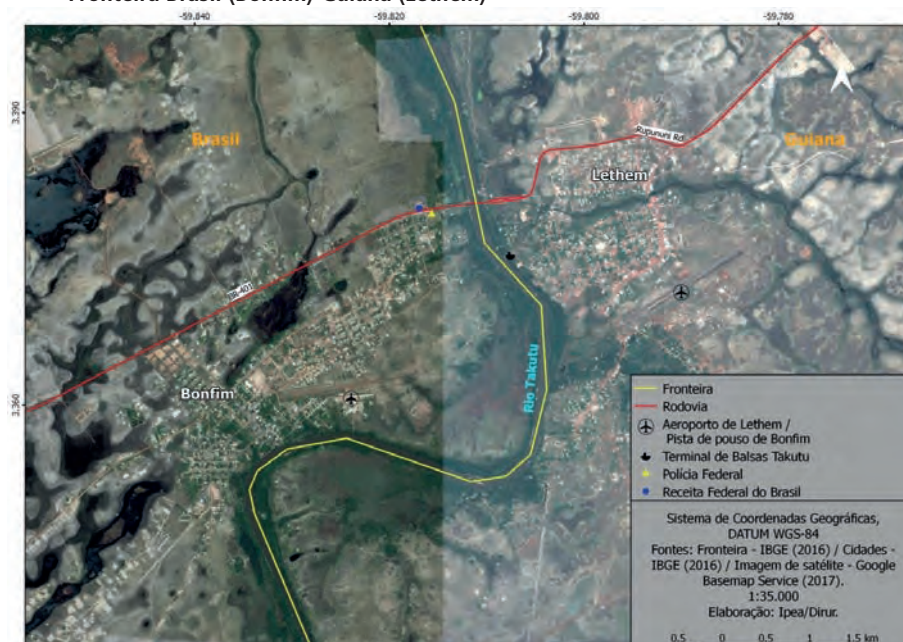 Fronteira Brasil (Bonfim)-Guiana (Lethem)
-59.840
-59.820
-59.800
-59.780
3.390
3.360
Brasil
Guiana
Rupununi Rd
Lethem
BR-401
Bonfim
Rio Takutu
Fronteira
Rodovia
Aeroporto de Lethem /
Pista de pouso de Bonfim
Terminal de Balsas Takutu
Polícia Federal
Receita Federal do Brasil
Sistema de Coordenadas Geográficas,
DATUM WGS-84
Fontes: Fronteira - IBGE (2016) / Cidades -
IBGE (2016) / Imagem de satélite - Google
Basemap Service (2017).
1:35.000
Elaboração: Ipea/Dirur.
0.5 0 0.5 1 1.5 km